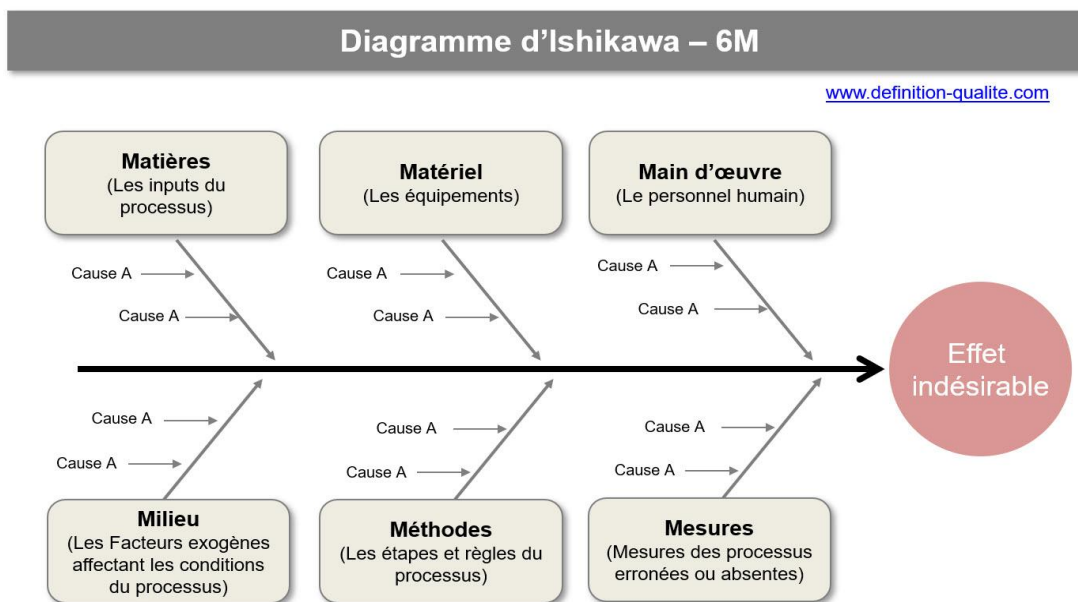 Diagramme d'Ishikawa – 6M
www.definition-qualite.com
Matières
(Les inputs du
processus)
Matériel
(Les équipements)
Main d'œuvre
(Le personnel humain)
Cause A
Cause A
Cause A
Cause A
Cause A
Cause A
Effet
indésirable
Cause A
Cause A
Cause A
Cause A
Cause A
Cause A
Milieu
(Les Facteurs exogènes
affectant les conditions
du processus)
Méthodes
(Les étapes et règles du
processus)
Mesures
(Mesures des processus
erronées ou absentes)